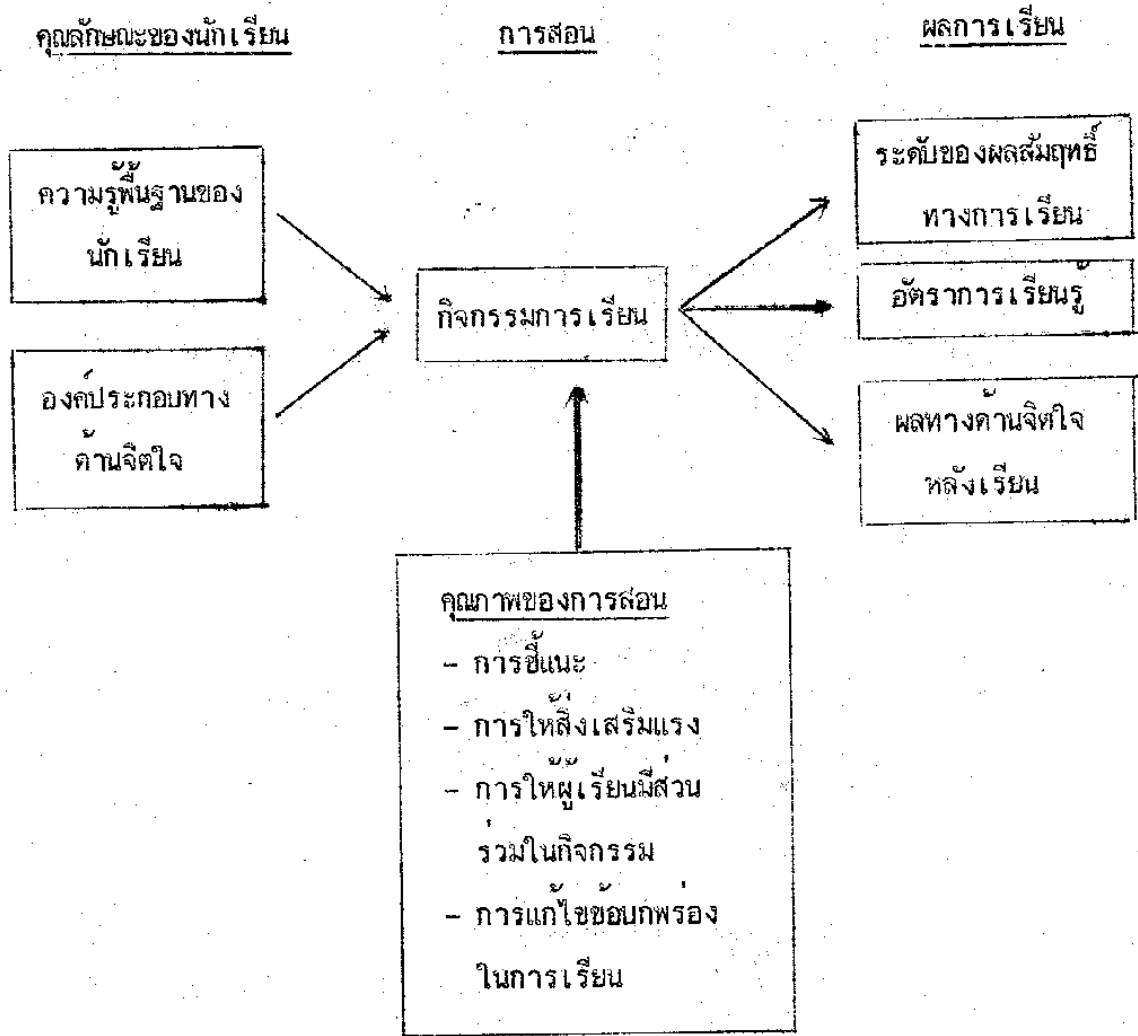 คุณลักษณะของนักเรียน
การสอน
ผลการเรียน
ความรู้พื้นฐานของ
นักเรียน
องค์ประกอบทาง
ด้านจิตใจ
กิจกรรมการเรียน
ระดับของผลสัมฤทธิ์
ทางการเรียน
อัตราการเรียนรู้
ผลทางด้านจิตใจ
หลังเรียน
คุณภาพของการสอน
- การชี้แนะ
- การให้สิ่งเสริมแรง
- การให้ผู้เรียนมีส่วน
ร่วมในกิจกรรม
- การแก้ไขข้อบกพร่อง
ในการเรียน